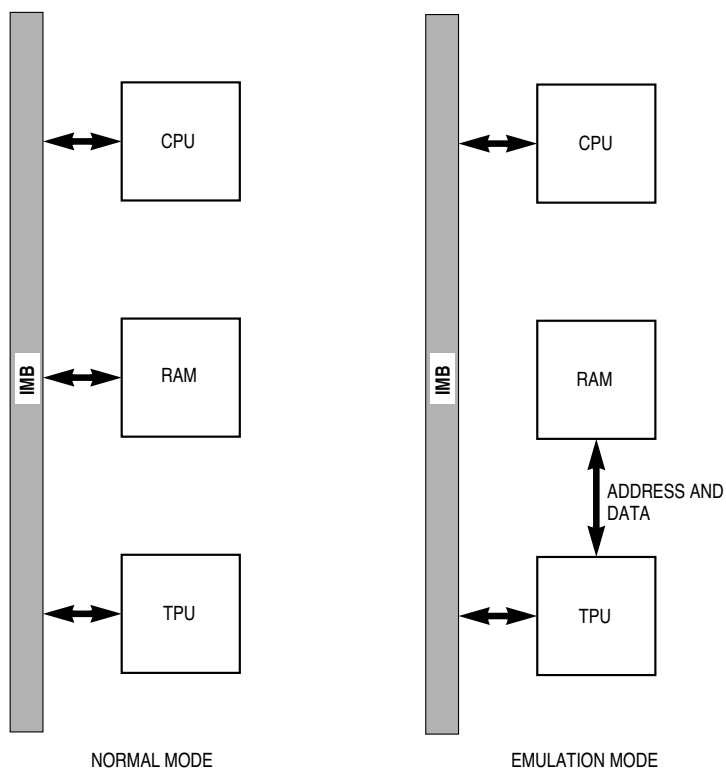 CPU
RAM
IMB
TPU
NORMAL MODE
CPU
RAM
IMB
ADDRESS AND
DATA
TPU
EMULATION MODE